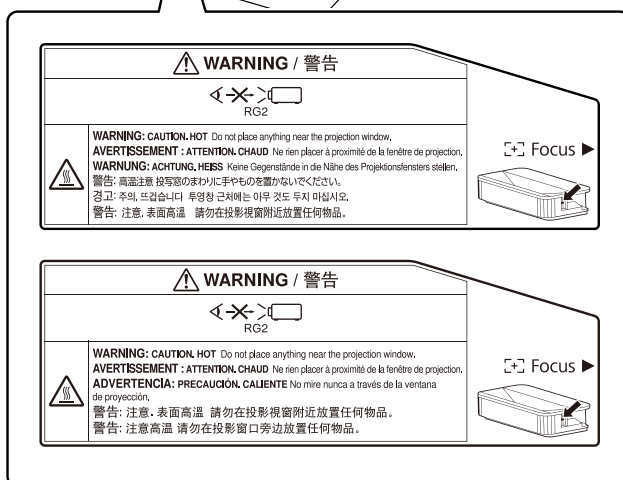 WARNING / 警告
RG2
WARNING: CAUTION. HOT Do not place anything near the projection window.
AVERTISSEMENT : ATTENTION. CHAUD Ne rien placer à proximité de la fenêtre de projection.
WARNUNG: ACHTUNG. HEISS Keine Gegenstände in die Nähe des Projektionsfensters stellen.
警告: 高温注意 投写窓のまわりに手やものを置かないでください。
경고: 주의. 뜨겁습니다 투영창 근처에는 아무 것도 두지 마십시오.
警告: 注意. 表面高溫 請勿在投影視窗附近放置任何物品。
Focus
WARNING / 警告
RG2
WARNING: CAUTION. HOT Do not place anything near the projection window.
AVERTISSEMENT : ATTENTION. CHAUD Ne rien placer à proximité de la fenêtre de projection.
ADVERTENCIA: PRECAUCIÓN. CALIENTE No mire nunca a través de la ventana
de proyección.
警告: 注意. 表面高溫 請勿在投影視窗附近放置任何物品。
警告: 注意高温 请勿在投影窗口旁边放置任何物品。
Focus